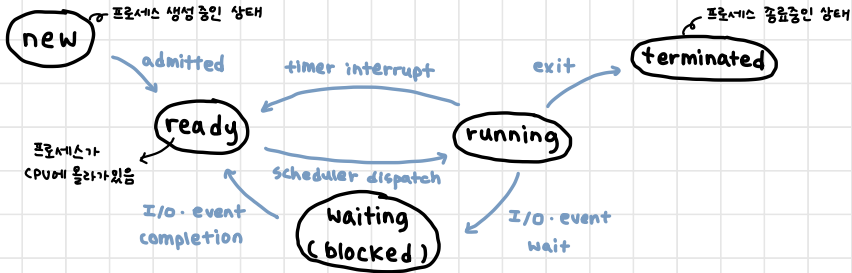 프로세스 생성중인 상태
new
admitted
timer interrupt
exit
프로세스 종료중인 상태
terminated
ready
running
프로세스가
CPU에 올라가있음
scheduler dispatch
I/O·event
completion
waiting
(blocked)
I/O·event
wait